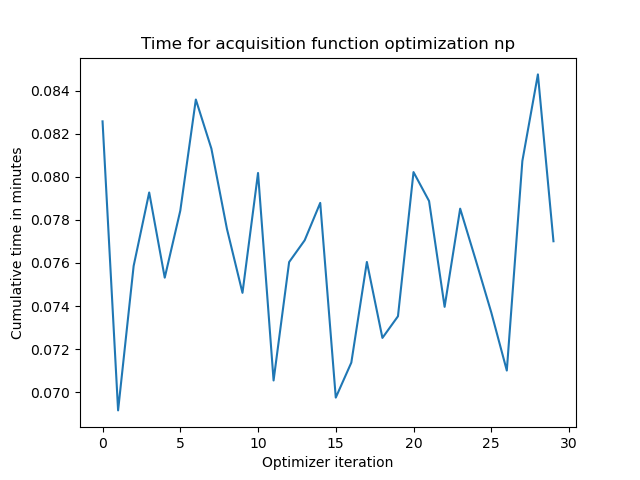 Time for acquisition function optimization np
Cumulative time in minutes
0.084
0.082
0.080
0.078
0.076
0.074
0.072
0.070
0 5 10 15 20 25 30
Optimizer iteration